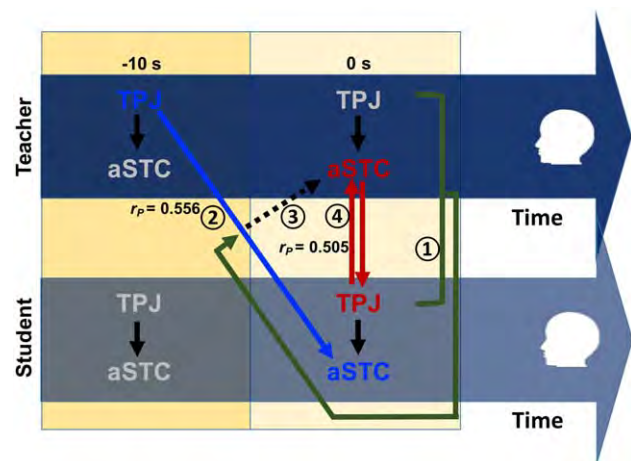 -10 s
0 s
Teacher
TPJ
TPJ
aSTC
aSTC
Time
rP = 0.556
②
③
④
rP = 0.505
①
Student
TPJ
TPJ
aSTC
aSTC
Time